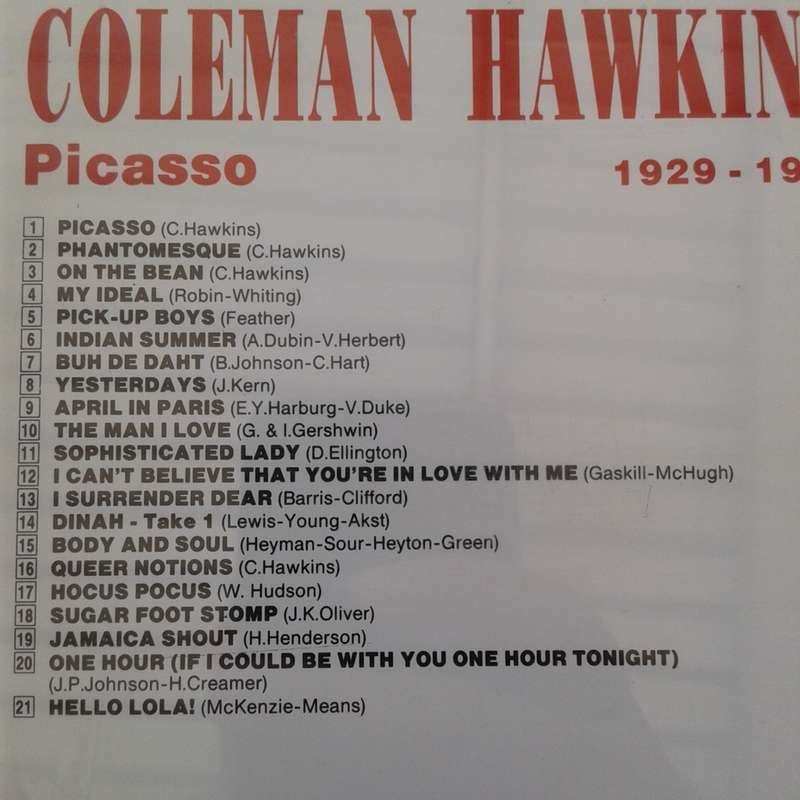 COLEMAN HAWKIN
Picasso 1929 - 19
1 PICASSO (C.Hawkins)
2 PHANTOMESQUE (C.Hawkins)
3 ON THE BEAN (C.Hawkins)
4 MY IDEAL (Robin-Whiting)
5 PICK-UP BOYS (Feather)
6 INDIAN SUMMER (A.Dubin-V.Herbert)
7 BUH DE DAHT (B.Johnson-C.Hart)
8 YESTERDAYS (J.Kern)
9 APRIL IN PARIS (E.Y.Harburg-V.Duke)
10 THE MAN I LOVE (G. & I.Gershwin)
11 SOPHISTICATED LADY (D.Ellington)
12 I CAN'T BELIEVE THAT YOU'RE IN LOVE WITH ME (Gaskill-McHugh)
13 I SURRENDER DEAR (Barris-Clifford)
14 DINAH - Take 1 (Lewis-Young-Akst)
15 BODY AND SOUL (Heyman-Sour-Heyton-Green)
16 QUEER NOTIONS (C.Hawkins)
17 HOCUS POCUS (W. Hudson)
18 SUGAR FOOT STOMP (J.K.Oliver)
19 JAMAICA SHOUT (H.Henderson)
20 ONE HOUR (IF I COULD BE WITH YOU ONE HOUR TONIGHT)
(J.P.Johnson-H.Creamer)
21 HELLO LOLA! (McKenzie-Means)